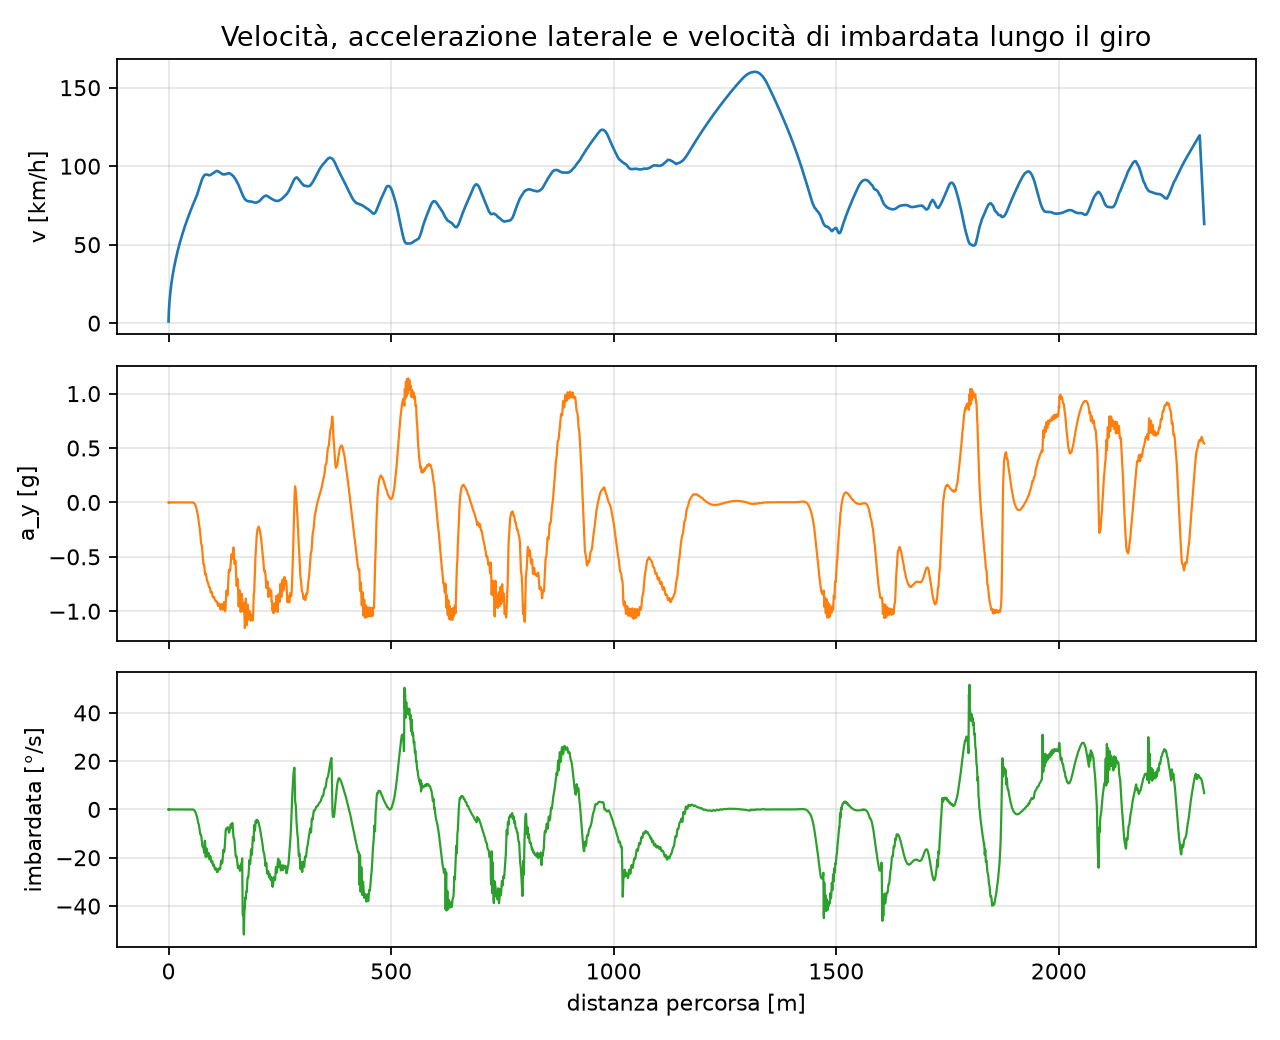 Velocità, accelerazione laterale e velocità di imbardata lungo il giro
v [km/h]
150
100
50
0
a_y [g]
1.0
0.5
0.0
−0.5
−1.0
imbardata [°/s]
40
20
0
−20
−40
0 500 1000 1500 2000
distanza percorsa [m]